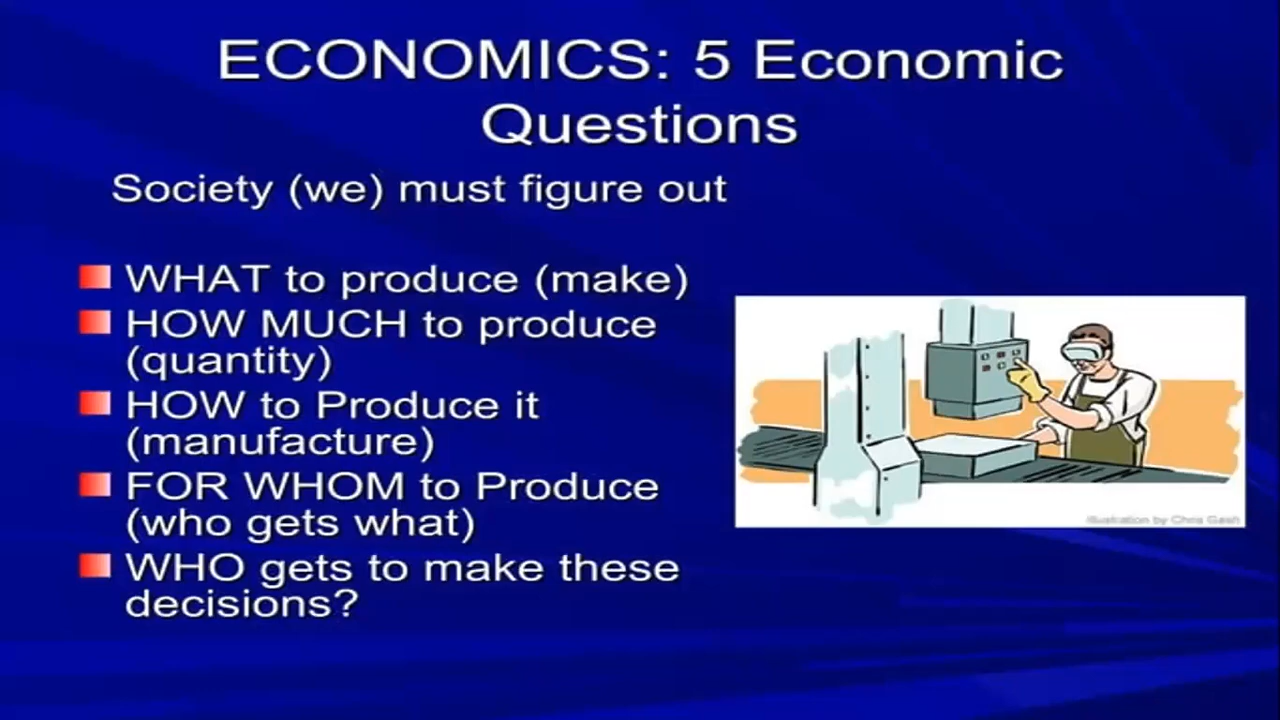 ECONOMICS: 5 Economic
Questions
Society (we) must figure out
WHAT to produce (make)
HOW MUCH to produce
(quantity)
HOW to Produce it
(manufacture)
FOR WHOM to Produce
(who gets what)
WHO gets to make these
decisions?
Illustration by Chris Gash